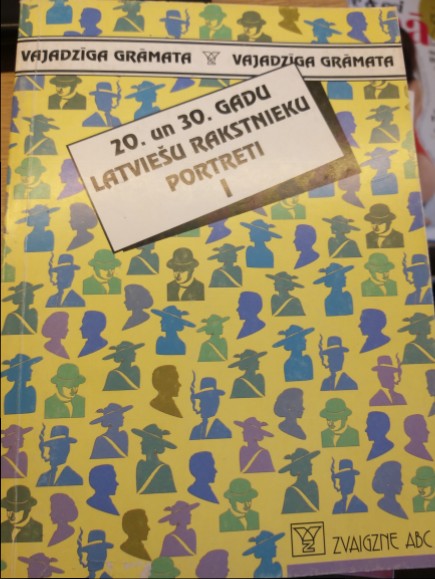 VAJADZĪGA GRĀMATA VAJADZĪGA GRĀMATA
20. un 30. GADU
LATVIEŠU RAKSTNIEKU
PORTRETI
I
ZVAIGZNE ABC